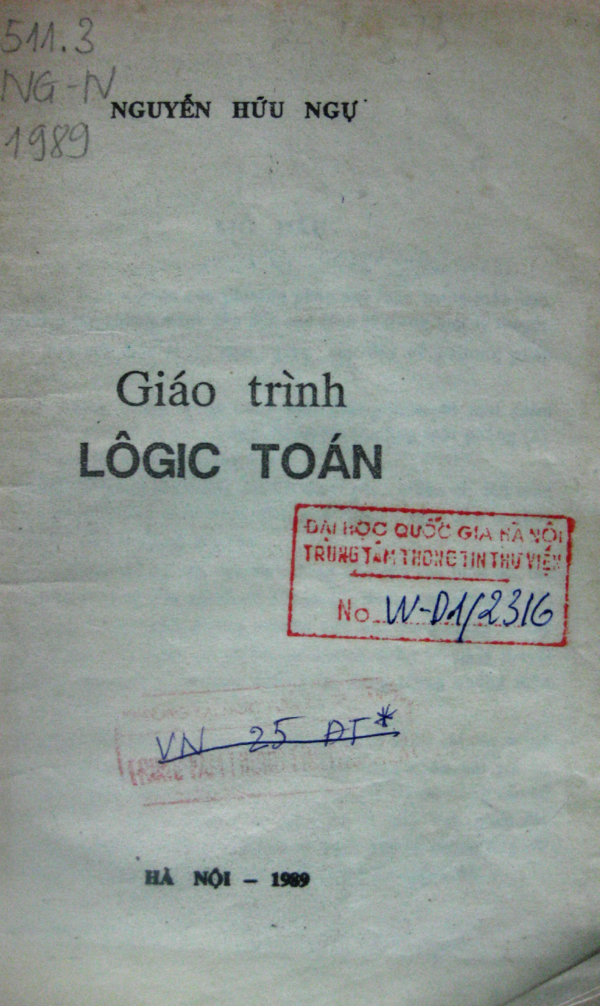 511.3
NG-N
1989
NGUYỄN HỮU NGỰ
Giáo trình
LÔGIC TOÁN
ĐẠI HỌC QUỐC GIA HÀ NỘI
TRUNG TÂM THÔNG TIN THƯ VIỆN
No W-D1/2316
VN 25 ĐT*
HÀ NỘI - 1989